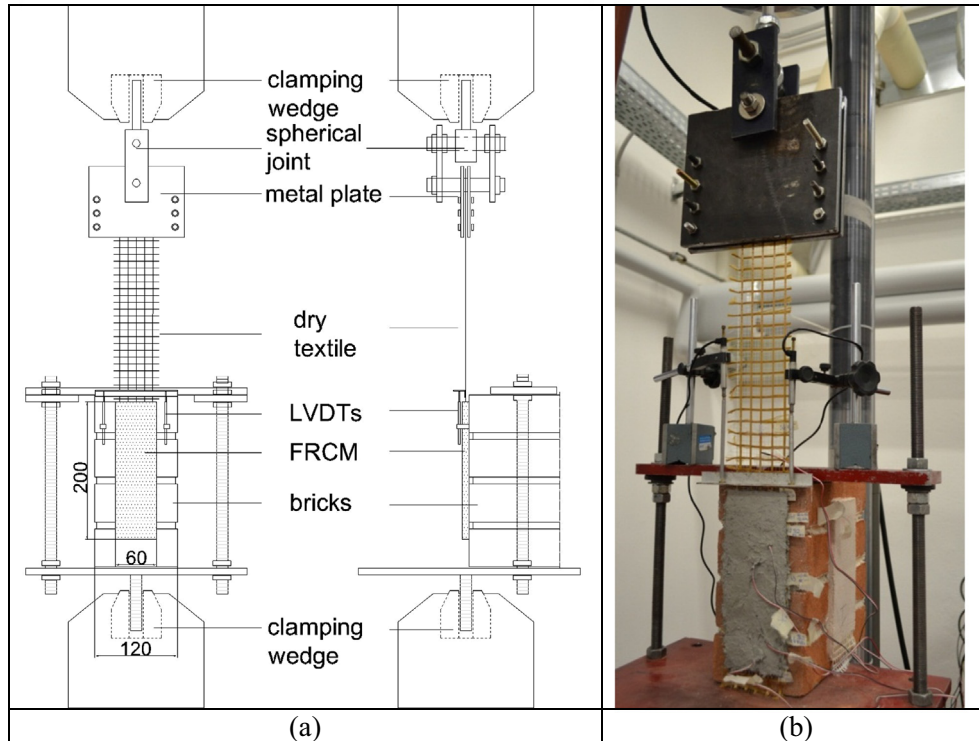 clamping
wedge
spherical
joint
metal plate
dry
textile
LVDTs
FRCM
bricks
200
60
clamping
wedge
120
(a)
(b)